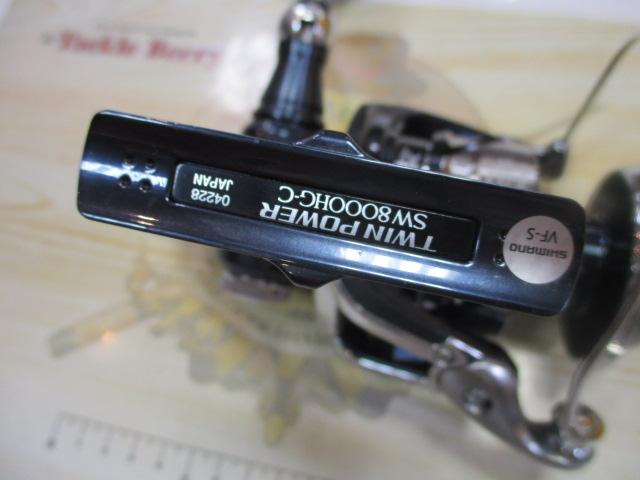 Tackle Berry
TWIN POWER
SW8000HG-C
04228
JAPAN
SHIMANO
VF-S